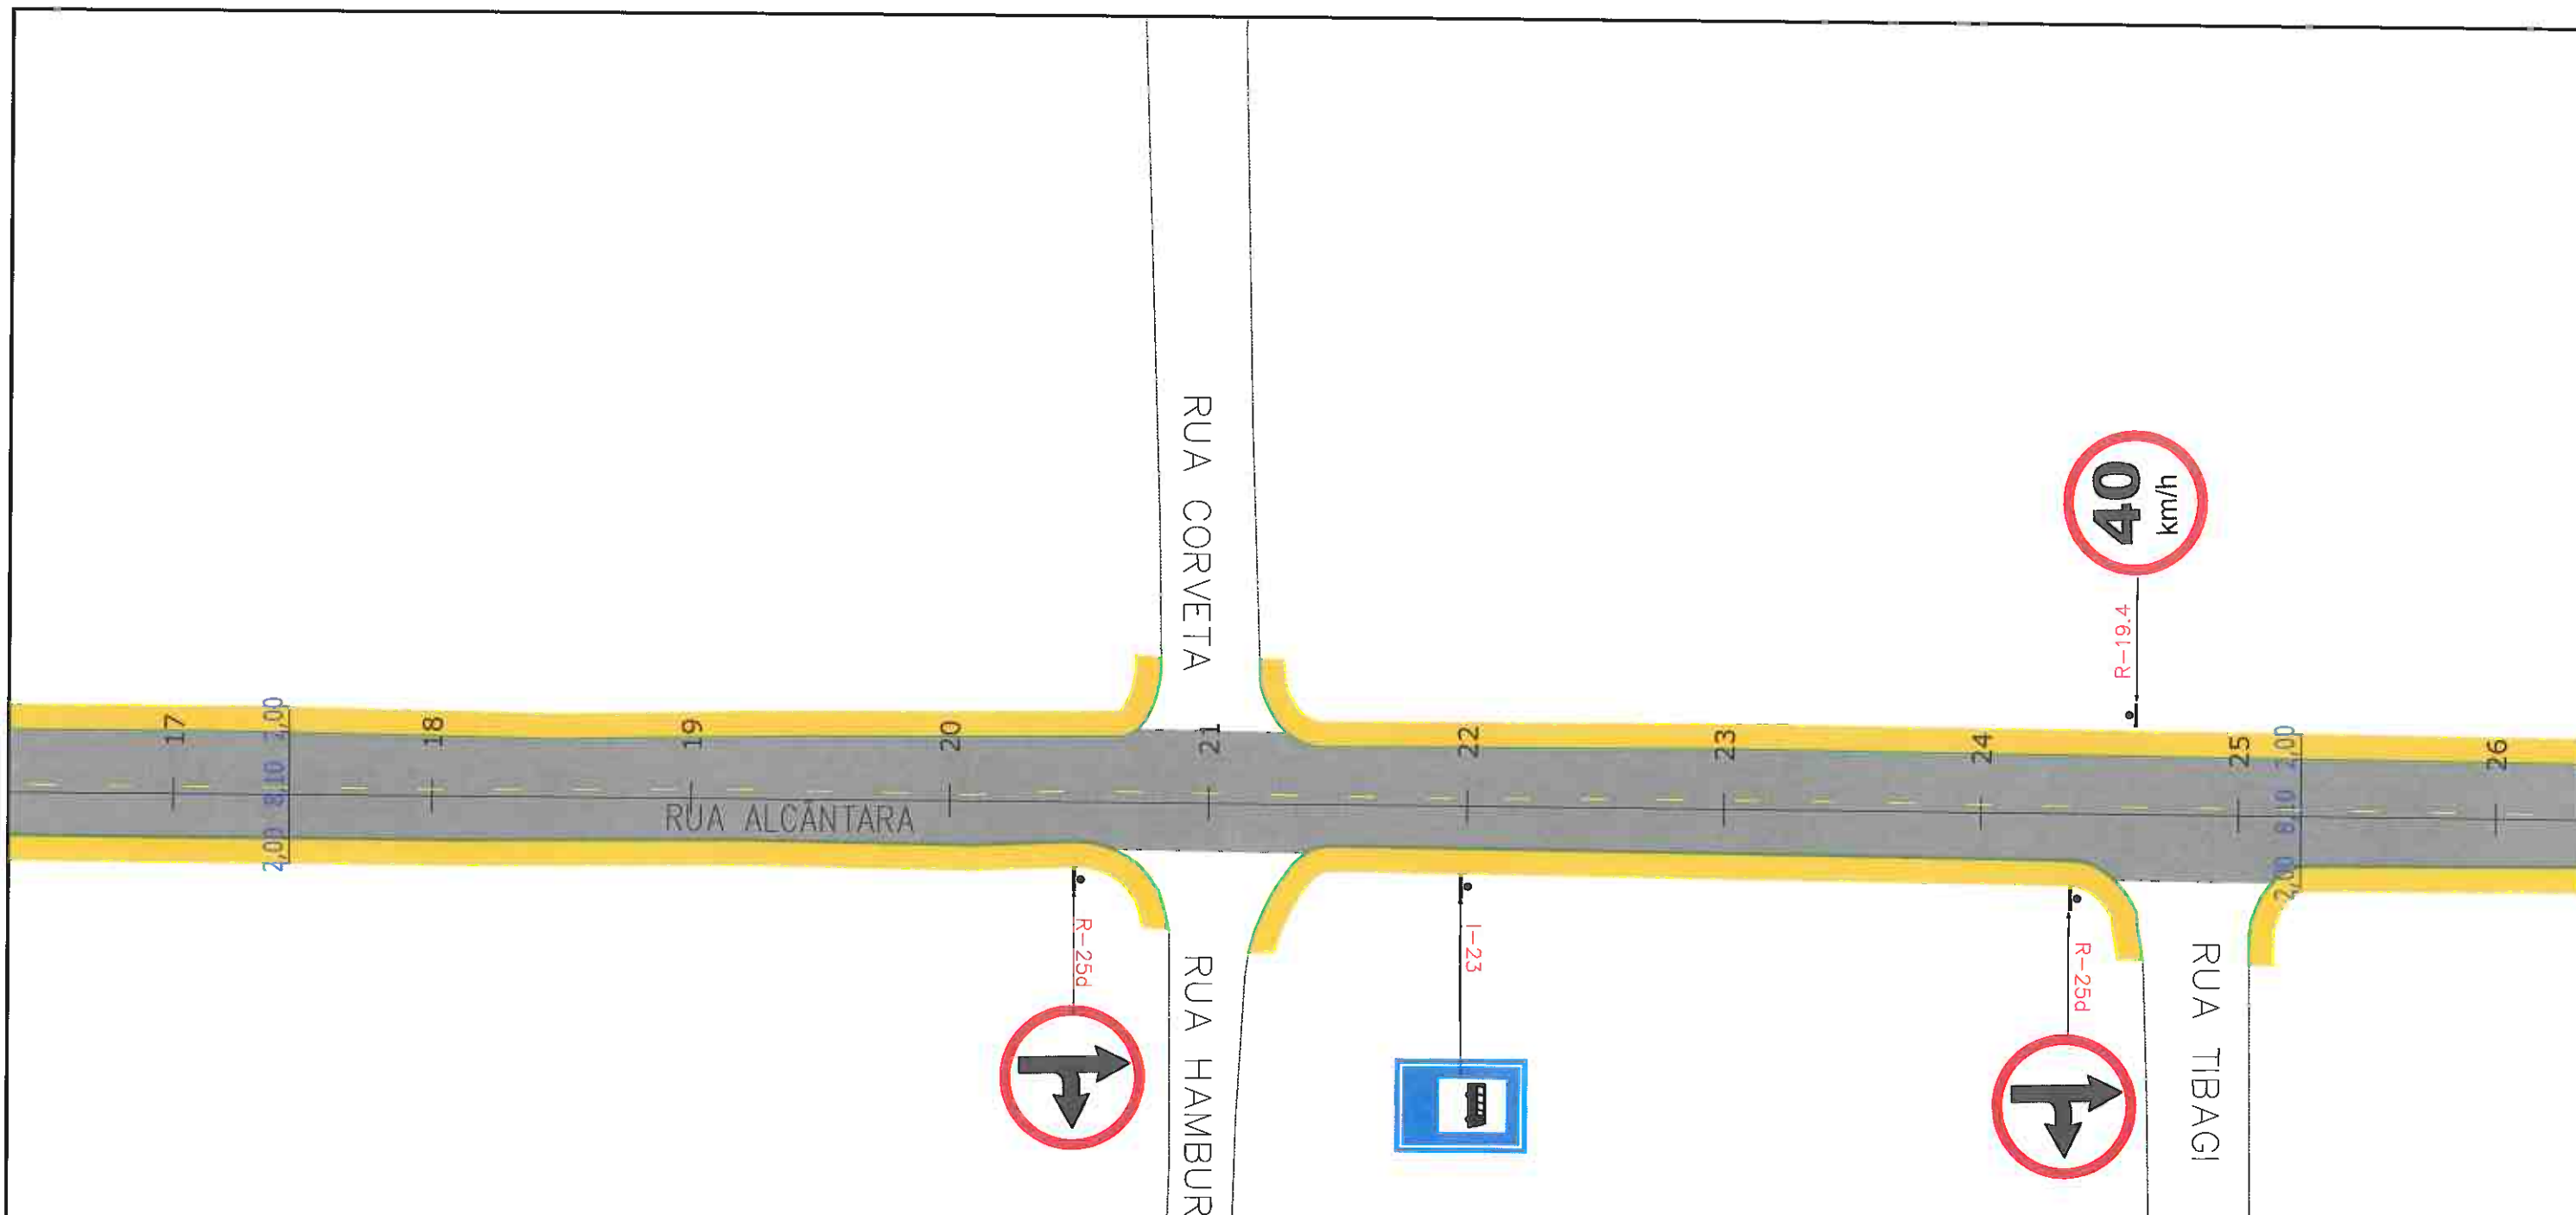 RUA CORVETA
40
km/h
R-19.4
17
18
19
20
21
22
23
24
25
26
2,00
8,10
2,00
2,00
8,10
2,00
RUA ALCÂNTARA
R-25d
I-23
R-25d
RUA HAMBUR
RUA TIBAGI